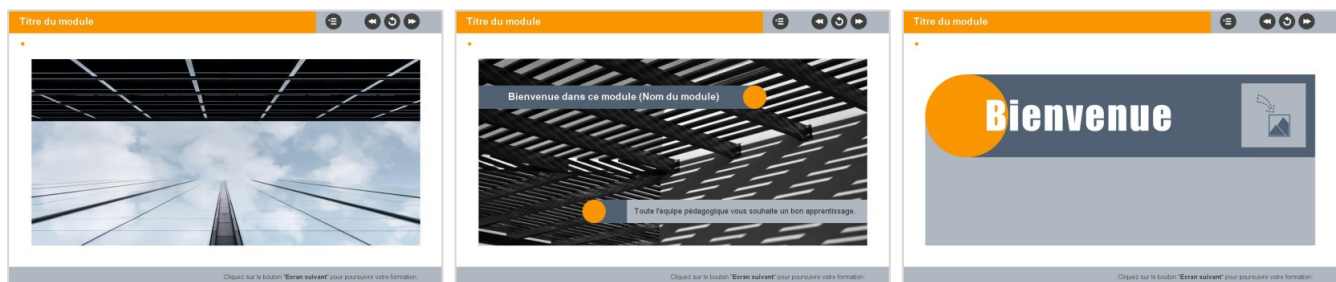 Titre du module
Cliquez sur le bouton "Ecran suivant" pour poursuivre votre formation.
Titre du module
Bienvenue dans ce module (Nom du module)
Toute l'équipe pédagogique vous souhaite un bon apprentissage.
Cliquez sur le bouton "Ecran suivant" pour poursuivre votre formation.
Titre du module
Bienvenue
Cliquez sur le bouton "Ecran suivant" pour poursuivre votre formation.